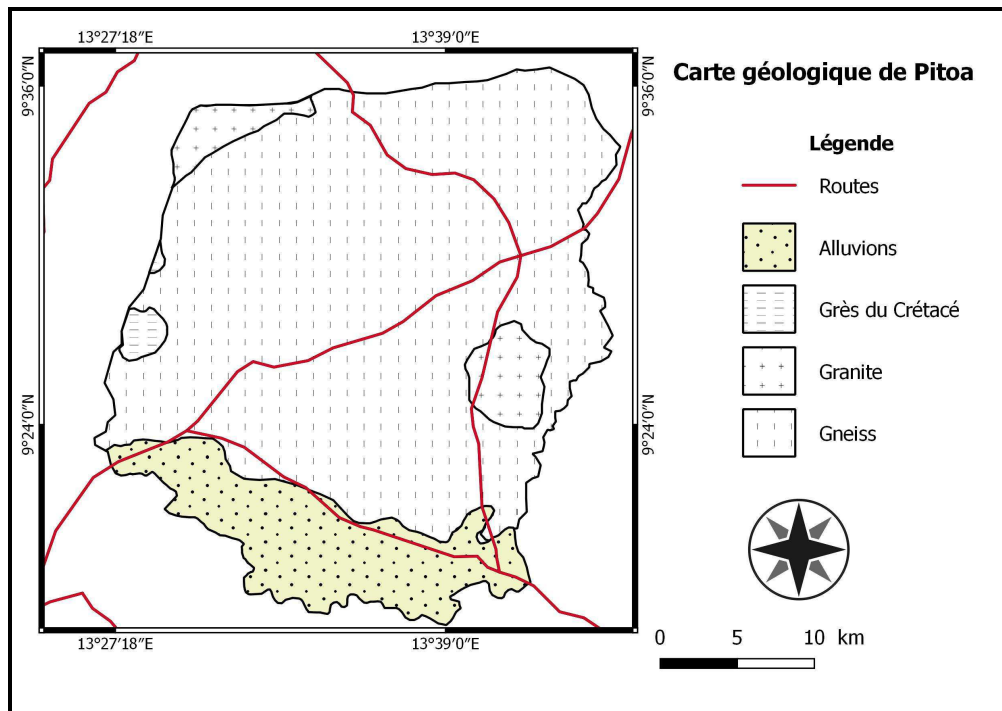 13°27′18″E 13°39′0″E
9°36′0″N 9°36′0″N
Carte géologique de Pitoa
Légende
Routes
Alluvions
Grès du Crétacé
Granite
Gneiss
9°24′0″N 9°24′0″N
13°27′18″E 13°39′0″E
0 5 10 km